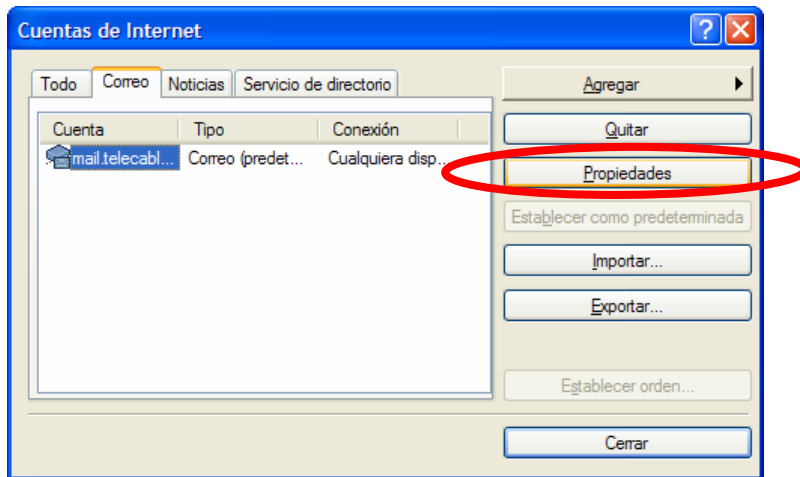 Cuentas de Internet
Todo Correo Noticias Servicio de directorio
Cuenta Tipo Conexión
mail.telecabl... Correo (predet... Cualquiera disp...
Agregar
Quitar
Propiedades
Establecer como predeterminada
Importar...
Exportar...
Establecer orden...
Cerrar